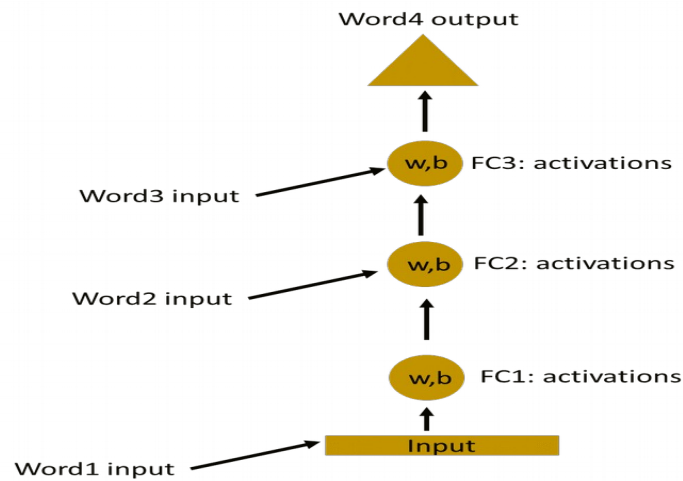 Word4 output
w,b
FC3: activations
Word3 input
w,b
FC2: activations
Word2 input
w,b
FC1: activations
Input
Word1 input